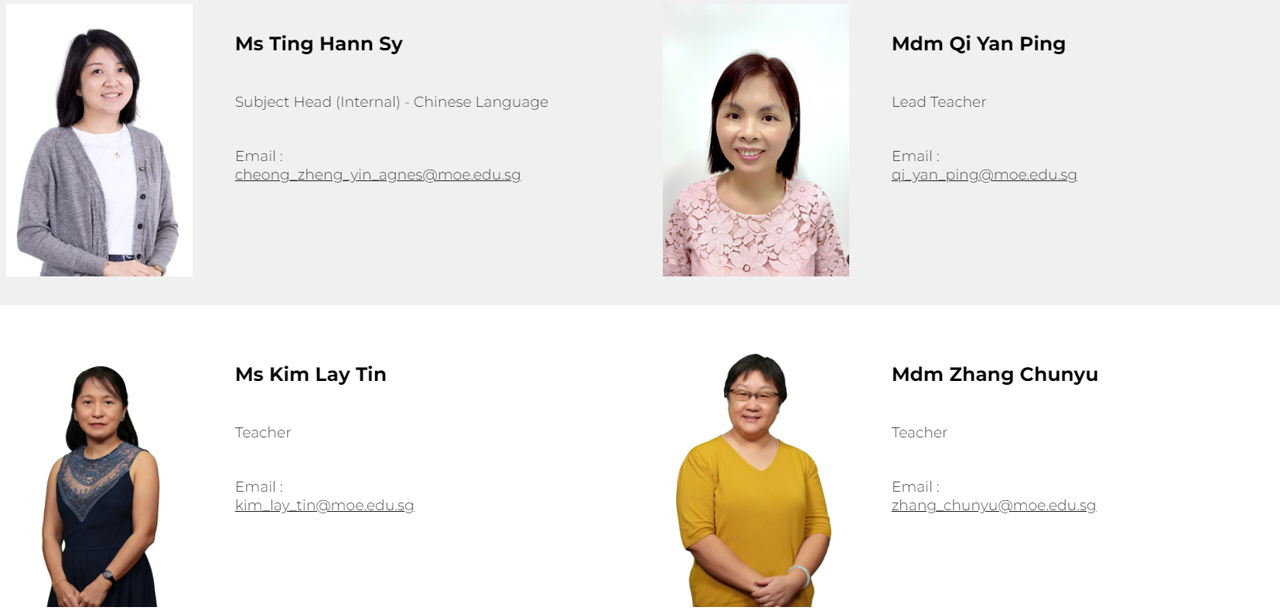 Ms Ting Hann Sy
Subject Head (Internal) - Chinese Language
Email :
cheong_zheng_yin_agnes@moe.edu.sg
Mdm Qi Yan Ping
Lead Teacher
Email :
qi_yan_ping@moe.edu.sg
Ms Kim Lay Tin
Teacher
Email :
kim_lay_tin@moe.edu.sg
Mdm Zhang Chunyu
Teacher
Email :
zhang_chunyu@moe.edu.sg